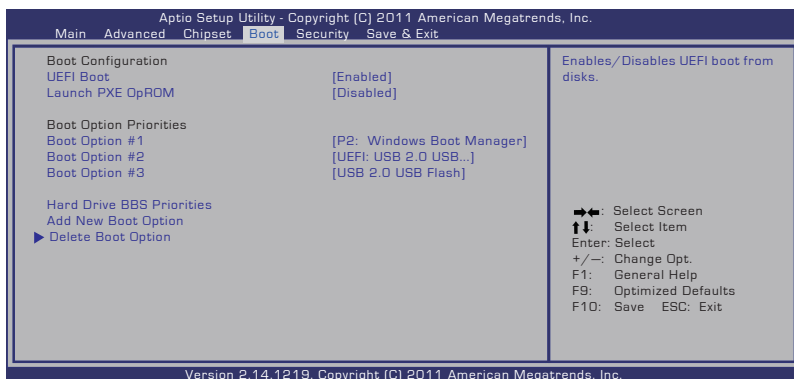 Aptio Setup Utility - Copyright (C) 2011 American Megatrends, Inc.
Main Advanced Chipset Boot Security Save & Exit
Boot Configuration
UEFI Boot [Enabled]
Launch PXE OpROM [Disabled]
Boot Option Priorities
Boot Option #1 [P2: Windows Boot Manager]
Boot Option #2 [UEFI: USB 2.0 USB...]
Boot Option #3 [USB 2.0 USB Flash]
Hard Drive BBS Priorities
Add New Boot Option
Delete Boot Option
Enables/Disables UEFI boot from
disks.
→←: Select Screen
↑↓: Select Item
Enter: Select
+/—: Change Opt.
F1: General Help
F9: Optimized Defaults
F10: Save ESC: Exit
Version 2.14.1219. Copyright (C) 2011 American Megatrends, Inc.